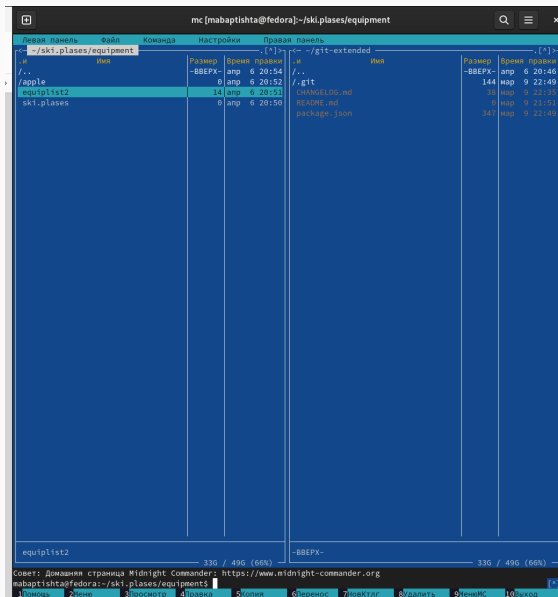 mc [mabaptishta@fedora]:~/ski.plases/equipment
Левая панель Файл Команда Настройки Правая панель
<— ~/ski.plases/equipment .[^]> <— ~/git-extended .[^]>
.и Имя Размер Время правки .и Имя Размер Время правки
/.. -ВВЕРХ- апр 6 20:54 /.. -ВВЕРХ- апр 6 20:46
/apple 0 апр 6 20:52 /.git 144 мар 9 22:49
equiplist2 14 апр 6 20:51 CHANGELOG.md 38 мар 9 22:35
ski.plases 0 апр 6 20:50 README.md 0 мар 9 21:51
package.json 347 мар 9 22:49
equiplist2 -ВВЕРХ-
33G / 49G (66%) 33G / 49G (66%)
Совет: Домашняя страница Midnight Commander: https://www.midnight-commander.org
mabaptishta@fedora:~/ski.plases/equipment$ [^]
1Помощь 2Меню 3Просмотр 4Правка 5Копия 6Перенос 7НовКтлг 8Удалить 9МенюМС 10Выход